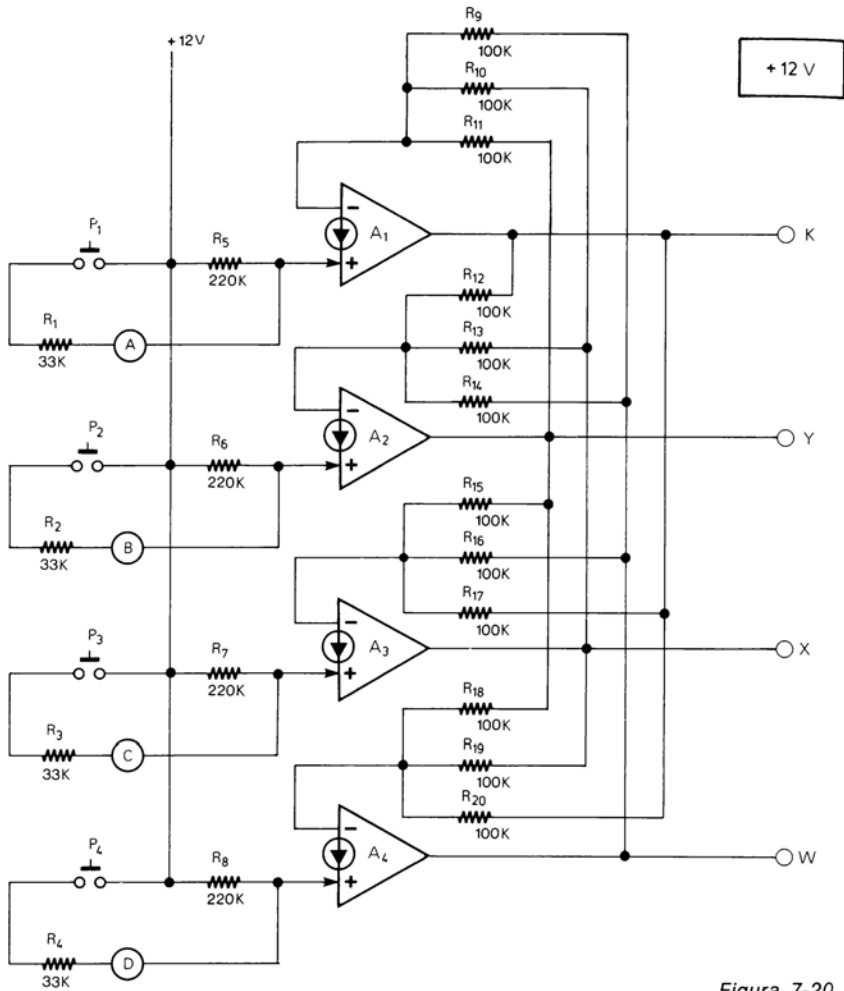 +12V
+12 V
R9
100K
R10
100K
R11
100K
P1
R5
220K
R1
33K
A
−
A1
+
K
R12
100K
R13
100K
R14
100K
P2
R6
220K
R2
33K
B
−
A2
+
Y
R15
100K
R16
100K
R17
100K
P3
R7
220K
R3
33K
C
−
A3
+
X
R18
100K
R19
100K
R20
100K
P4
R8
220K
R4
33K
D
−
A4
+
W
Figura 7-20